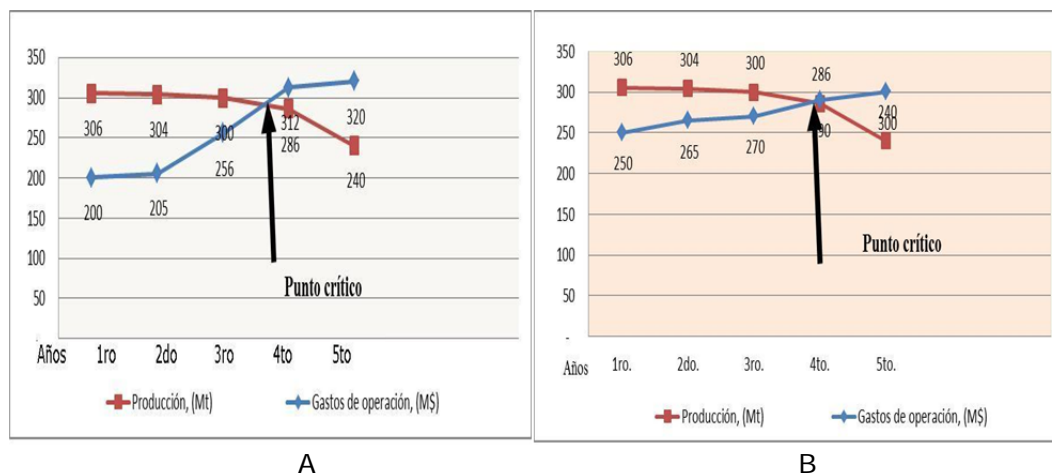 350
300
250
200
150
100
50
-
306 304 300 312 320
286
256 240
200 205
Punto crítico
Años 1ro 2do 3ro 4to 5to
Producción, (Mt) Gastos de operación, (M$)
A
350
300
250
200
150
100
50
-
306 304 300 286
240
300
90
250 265 270
Punto crítico
Años 1ro. 2do. 3ro. 4to. 5to.
Producción, (Mt) Gastos de operación, (M$)
B